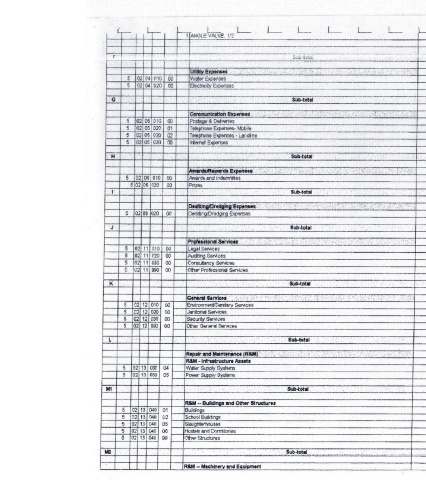 1 ANGLE VALVE, 1/2
Sub-total
Utility Expenses
5 02 04 010 00 Water Expenses
5 02 04 020 00 Electricity Expenses
G Sub-total
Communication Expenses
5 02 05 010 00 Postage & Deliveries
5 02 05 020 01 Telephone Expenses- Mobile
5 02 05 020 02 Telephone Expenses - Landline
5 02 05 030 00 Internet Expenses
H Sub-total
Awards/Rewards Expenses
5 02 06 010 00 Awards and Indemnities
5 02 06 020 00 Prizes
I Sub-total
Desilting/Dredging Expenses
5 02 08 020 00 Desilting/Dredging Expenses
J Sub-total
Professional Services
5 02 11 010 00 Legal Services
5 02 11 020 00 Auditing Services
5 02 11 030 00 Consultancy Services
5 02 11 990 00 Other Professional Services
K Sub-total
General Services
5 02 12 010 00 Environment/Sanitary Services
5 02 12 020 00 Janitorial Services
5 02 12 030 00 Security Services
5 02 12 990 00 Other General Services
L Sub-total
Repair and Maintenance (R&M)
R&M - Infrastructure Assets
5 02 13 030 04 Water Supply Systems
5 02 13 030 05 Power Supply Systems
M1 Sub-total
R&M -- Buildings and Other Structures
5 02 13 040 01 Buildings
5 02 13 040 02 School Buildings
5 02 13 040 05 Slaughterhouses
5 02 13 040 06 Hostels and Dormitories
5 02 13 040 99 Other Structures
M2 Sub-total
R&M -- Machinery and Equipment